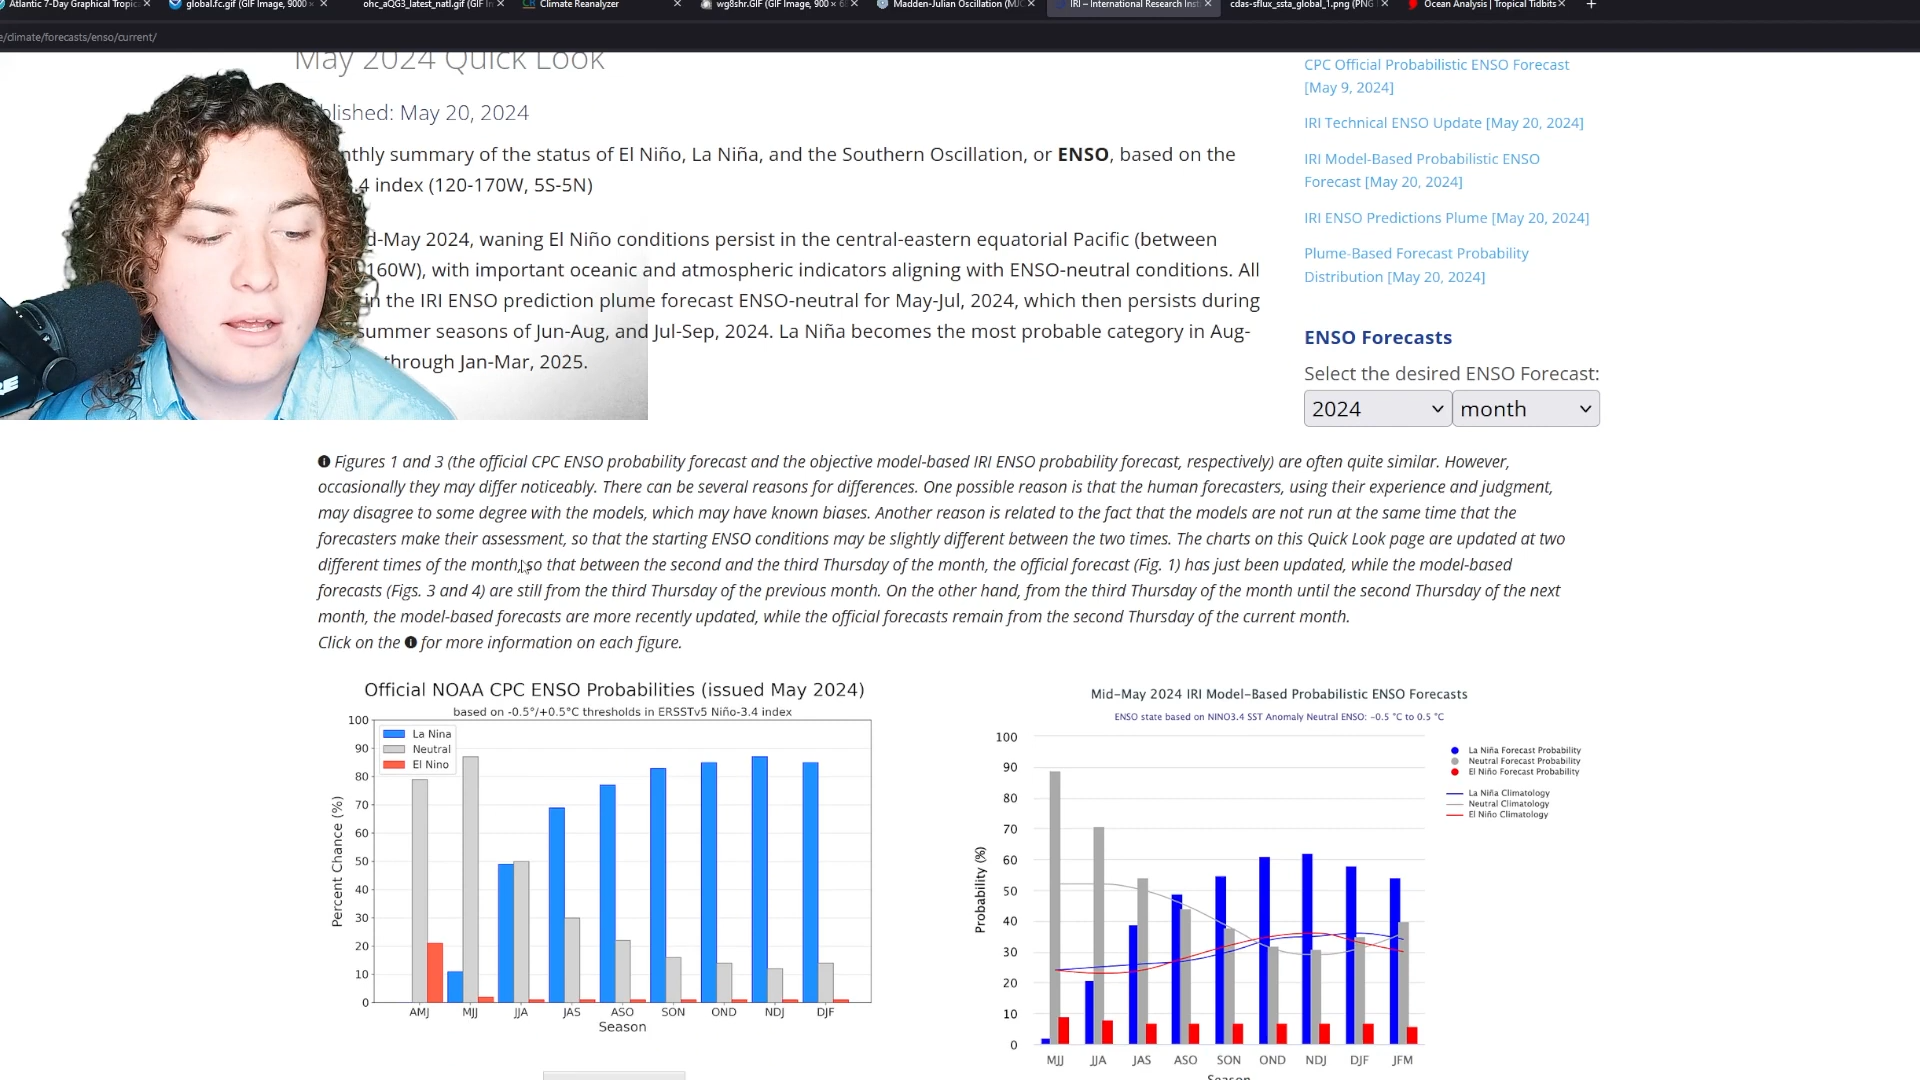 Atlantic 7-Day Graphical Tropic
global.fc.gif (GIF Image, 9000 ×
ohc_aQG3_latest_natl.gif (GIF In
Climate Reanalyzer
wg8shr.GIF (GIF Image, 900 × 6
Madden-Julian Oscillation (MJO
IRI – International Research Inst
cdas-sflux_ssta_global_1.png (PNG
Ocean Analysis | Tropical Tidbits
e/climate/forecasts/enso/current/
May 2024 Quick Look
blished: May 20, 2024
nthly summary of the status of El Niño, La Niña, and the Southern Oscillation, or ENSO, based on the
.4 index (120-170W, 5S-5N)
d-May 2024, waning El Niño conditions persist in the central-eastern equatorial Pacific (between
160W), with important oceanic and atmospheric indicators aligning with ENSO-neutral conditions. All
in the IRI ENSO prediction plume forecast ENSO-neutral for May-Jul, 2024, which then persists during
summer seasons of Jun-Aug, and Jul-Sep, 2024. La Niña becomes the most probable category in Aug-
through Jan-Mar, 2025.
CPC Official Probabilistic ENSO Forecast
[May 9, 2024]
IRI Technical ENSO Update [May 20, 2024]
IRI Model-Based Probabilistic ENSO
Forecast [May 20, 2024]
IRI ENSO Predictions Plume [May 20, 2024]
Plume-Based Forecast Probability
Distribution [May 20, 2024]
ENSO Forecasts
Select the desired ENSO Forecast:
2024
month
Figures 1 and 3 (the official CPC ENSO probability forecast and the objective model-based IRI ENSO probability forecast, respectively) are often quite similar. However,
occasionally they may differ noticeably. There can be several reasons for differences. One possible reason is that the human forecasters, using their experience and judgment,
may disagree to some degree with the models, which may have known biases. Another reason is related to the fact that the models are not run at the same time that the
forecasters make their assessment, so that the starting ENSO conditions may be slightly different between the two times. The charts on this Quick Look page are updated at two
different times of the month, so that between the second and the third Thursday of the month, the official forecast (Fig. 1) has just been updated, while the model-based
forecasts (Figs. 3 and 4) are still from the third Thursday of the previous month. On the other hand, from the third Thursday of the month until the second Thursday of the next
month, the model-based forecasts are more recently updated, while the official forecasts remain from the second Thursday of the current month.
Click on the i for more information on each figure.
Official NOAA CPC ENSO Probabilities (issued May 2024)
based on -0.5°/+0.5°C thresholds in ERSSTv5 Niño-3.4 index
La Nina
Neutral
El Nino
Percent Chance (%)
100
90
80
70
60
50
40
30
20
10
0
AMJ MJJ JJA JAS ASO SON OND NDJ DJF
Season
Mid-May 2024 IRI Model-Based Probabilistic ENSO Forecasts
ENSO state based on NINO3.4 SST Anomaly Neutral ENSO: -0.5 °C to 0.5 °C
La Niña Forecast Probability
Neutral Forecast Probability
El Niño Forecast Probability
La Niña Climatology
Neutral Climatology
El Niño Climatology
Probability (%)
100
90
80
70
60
50
40
30
20
10
0
MJJ JJA JAS ASO SON OND NDJ DJF JFM
Season
RE